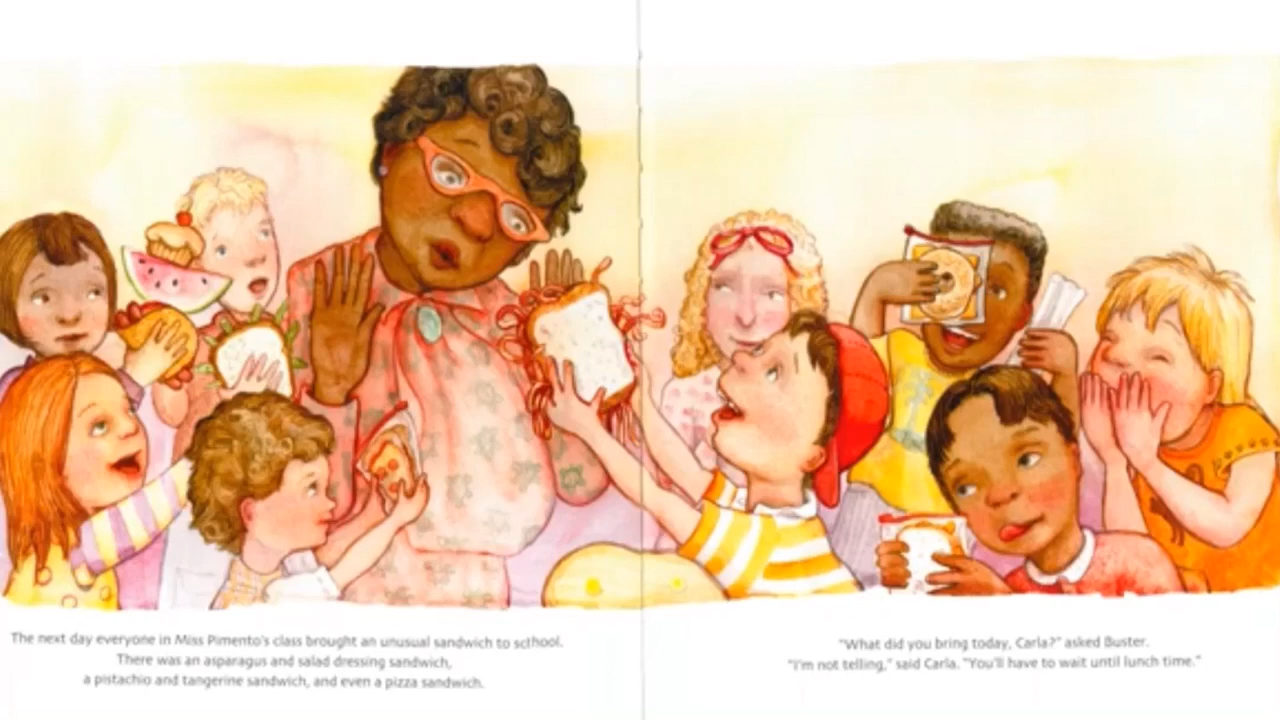 The next day everyone in Miss Pimento's class brought an unusual sandwich to school.
There was an asparagus and salad dressing sandwich,
a pistachio and tangerine sandwich, and even a pizza sandwich.
"What did you bring today, Carla?" asked Buster.
"I'm not telling," said Carla. "You'll have to wait until lunch time."